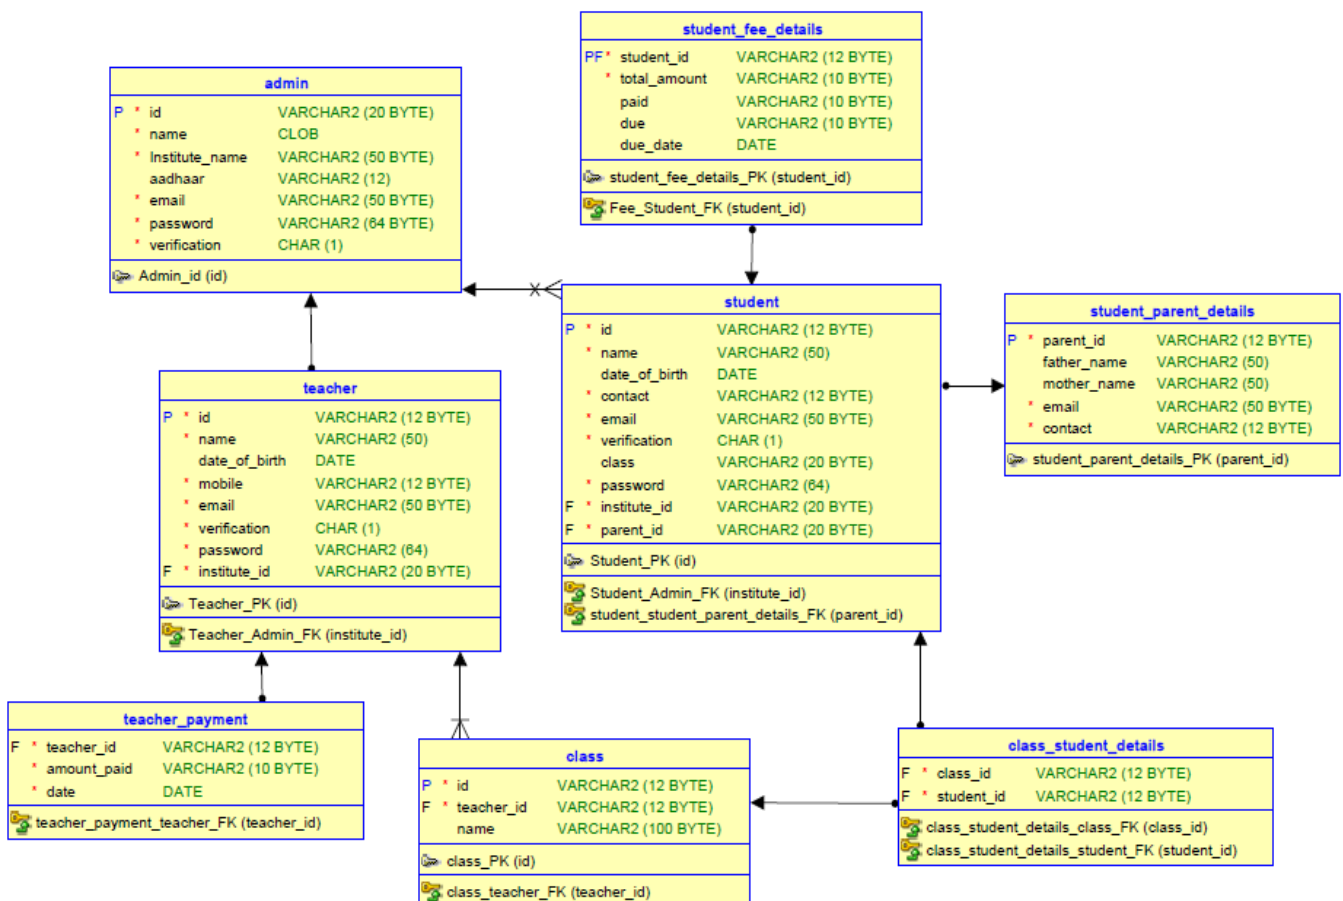 student_fee_details
PF * student_id VARCHAR2 (12 BYTE)
* total_amount VARCHAR2 (10 BYTE)
paid VARCHAR2 (10 BYTE)
due VARCHAR2 (10 BYTE)
due_date DATE
student_fee_details_PK (student_id)
Fee_Student_FK (student_id)
admin
P * id VARCHAR2 (20 BYTE)
* name CLOB
* Institute_name VARCHAR2 (50 BYTE)
aadhaar VARCHAR2 (12)
* email VARCHAR2 (50 BYTE)
* password VARCHAR2 (64 BYTE)
* verification CHAR (1)
Admin_id (id)
student
P * id VARCHAR2 (12 BYTE)
* name VARCHAR2 (50)
date_of_birth DATE
* contact VARCHAR2 (12 BYTE)
* email VARCHAR2 (50 BYTE)
* verification CHAR (1)
class VARCHAR2 (20 BYTE)
* password VARCHAR2 (64)
F * institute_id VARCHAR2 (20 BYTE)
F * parent_id VARCHAR2 (20 BYTE)
Student_PK (id)
Student_Admin_FK (institute_id)
student_student_parent_details_FK (parent_id)
student_parent_details
P * parent_id VARCHAR2 (12 BYTE)
father_name VARCHAR2 (50)
mother_name VARCHAR2 (50)
* email VARCHAR2 (50 BYTE)
* contact VARCHAR2 (12 BYTE)
student_parent_details_PK (parent_id)
teacher
P * id VARCHAR2 (12 BYTE)
* name VARCHAR2 (50)
date_of_birth DATE
* mobile VARCHAR2 (12 BYTE)
* email VARCHAR2 (50 BYTE)
* verification CHAR (1)
* password VARCHAR2 (64)
F * institute_id VARCHAR2 (20 BYTE)
Teacher_PK (id)
Teacher_Admin_FK (institute_id)
teacher_payment
F * teacher_id VARCHAR2 (12 BYTE)
* amount_paid VARCHAR2 (10 BYTE)
* date DATE
teacher_payment_teacher_FK (teacher_id)
class
P * id VARCHAR2 (12 BYTE)
F * teacher_id VARCHAR2 (12 BYTE)
name VARCHAR2 (100 BYTE)
class_PK (id)
class_teacher_FK (teacher_id)
class_student_details
F * class_id VARCHAR2 (12 BYTE)
F * student_id VARCHAR2 (12 BYTE)
class_student_details_class_FK (class_id)
class_student_details_student_FK (student_id)